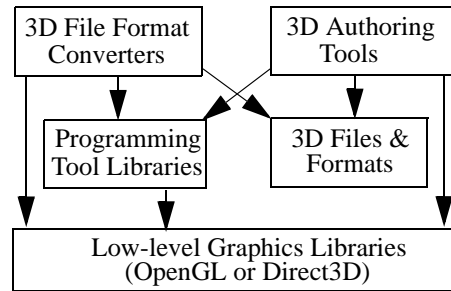 3D File Format
Converters
3D Authoring
Tools
Programming
Tool Libraries
3D Files &
Formats
Low-level Graphics Libraries
(OpenGL or Direct3D)